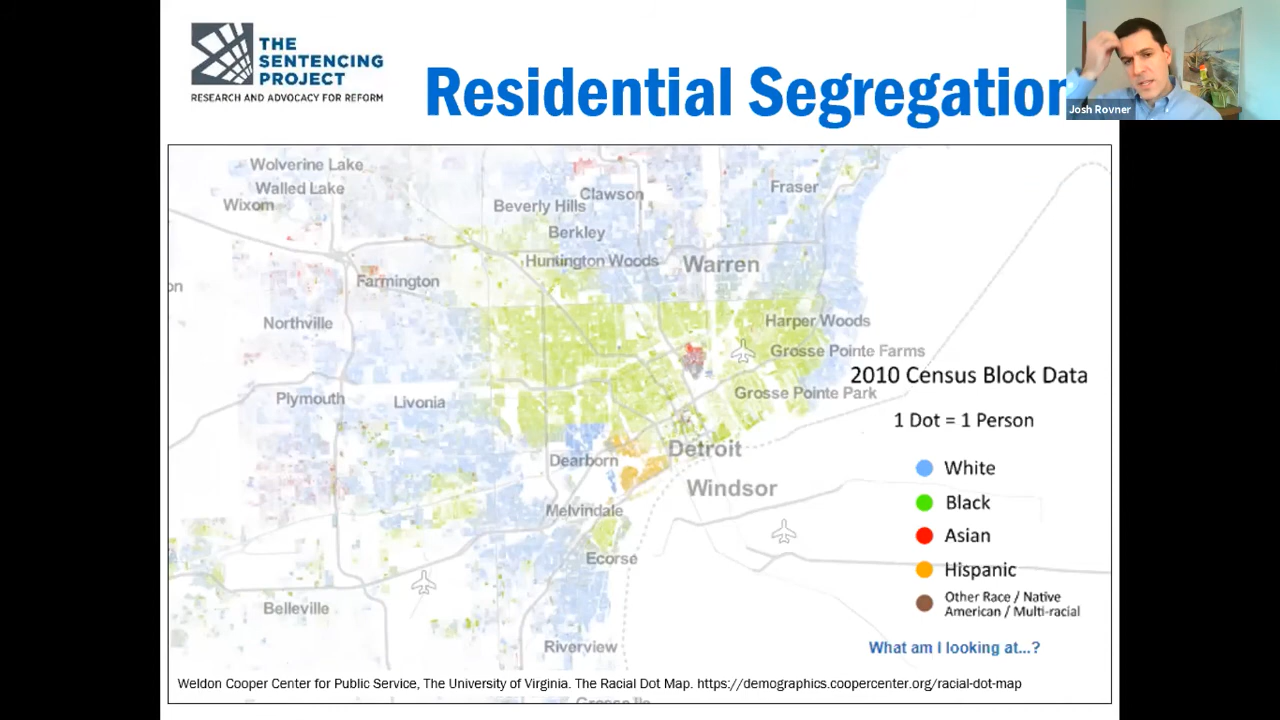 THE
SENTENCING
PROJECT
RESEARCH AND ADVOCACY FOR REFORM
Residential Segregation
Josh Rovner
Wolverine Lake
Walled Lake
Wixom
Clawson
Fraser
Beverly Hills
Berkley
Huntington Woods
Warren
on
Farmington
Northville
Harper Woods
Grosse Pointe Farms
2010 Census Block Data
Plymouth
Livonia
Grosse Pointe Park
1 Dot = 1 Person
Detroit
Dearborn
White
Windsor
Black
Melvindale
Asian
Ecorse
Hispanic
Other Race / Native
American / Multi-racial
Belleville
Riverview
What am I looking at...?
Weldon Cooper Center for Public Service, The University of Virginia. The Racial Dot Map. https://demographics.coopercenter.org/racial-dot-map